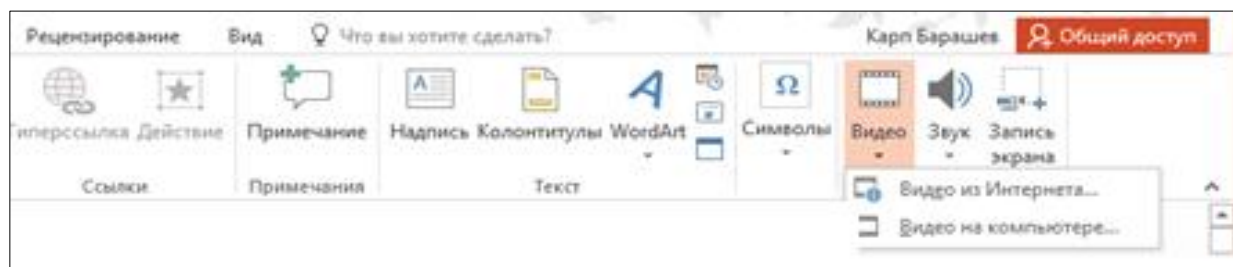 Рецензирование Вид Что вы хотите сделать? Карп Барашев Общий доступ
Гиперссылка Действие Примечание Надпись Колонтитулы WordArt Символы Видео Звук Запись экрана
Ссылки Примечания Текст
Видео из Интернета...
Видео на компьютере...